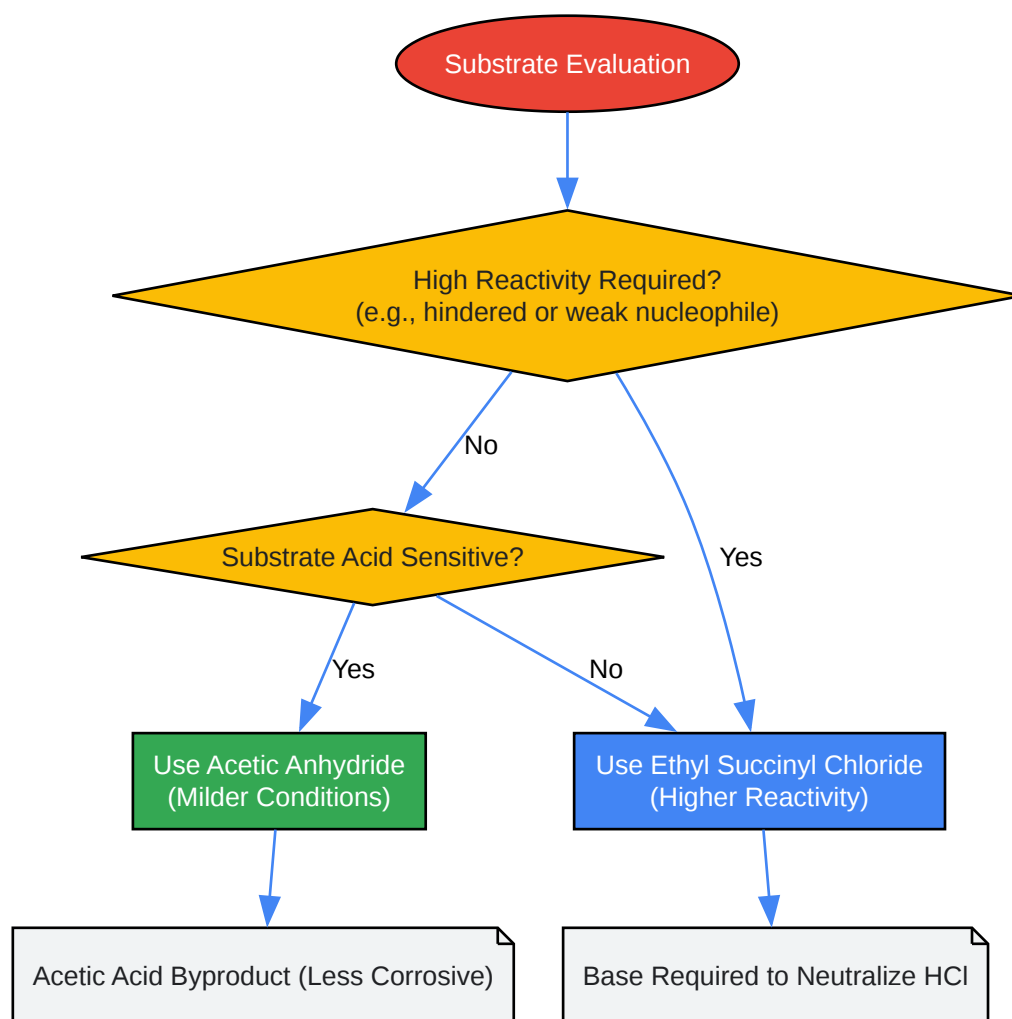 Substrate Evaluation
High Reactivity Required?
(e.g., hindered or weak nucleophile)
No
Yes
Substrate Acid Sensitive?
Yes
No
Use Acetic Anhydride
(Milder Conditions)
Use Ethyl Succinyl Chloride
(Higher Reactivity)
Acetic Acid Byproduct (Less Corrosive)
Base Required to Neutralize HCl